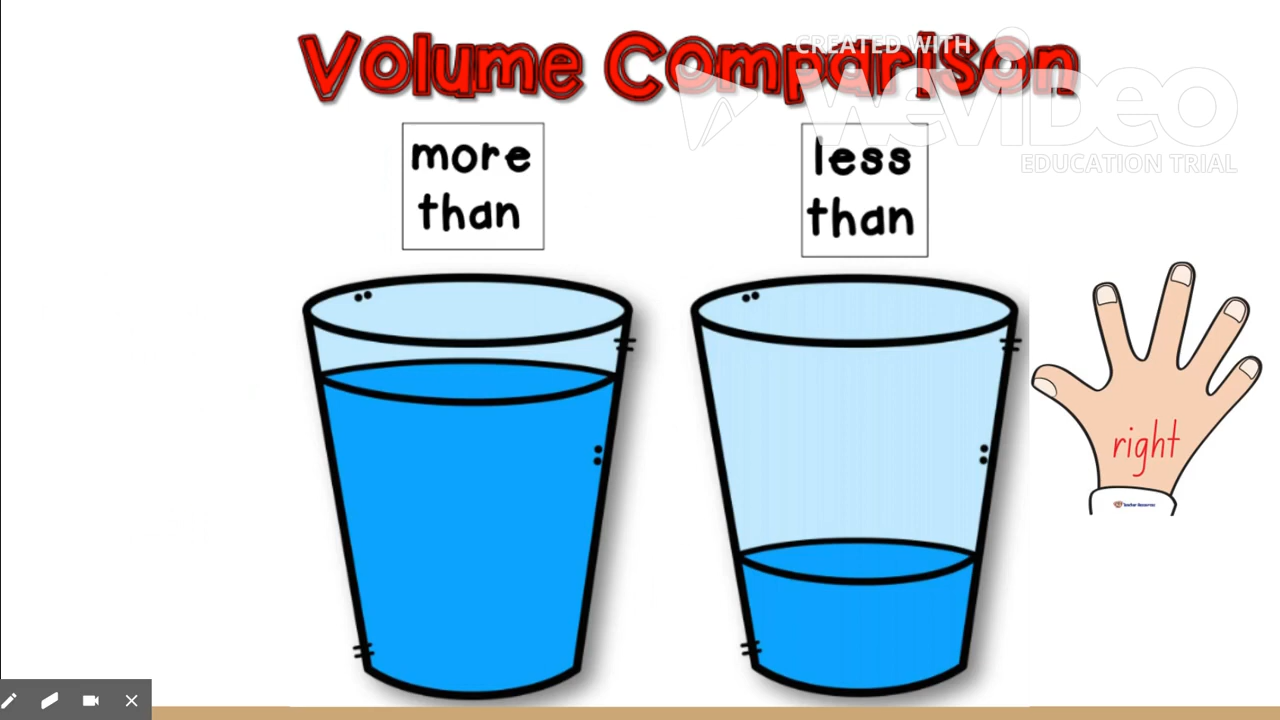 Volume Comparison
CREATED WITH
WEVIDEO
EDUCATION TRIAL
more
than
less
than
right